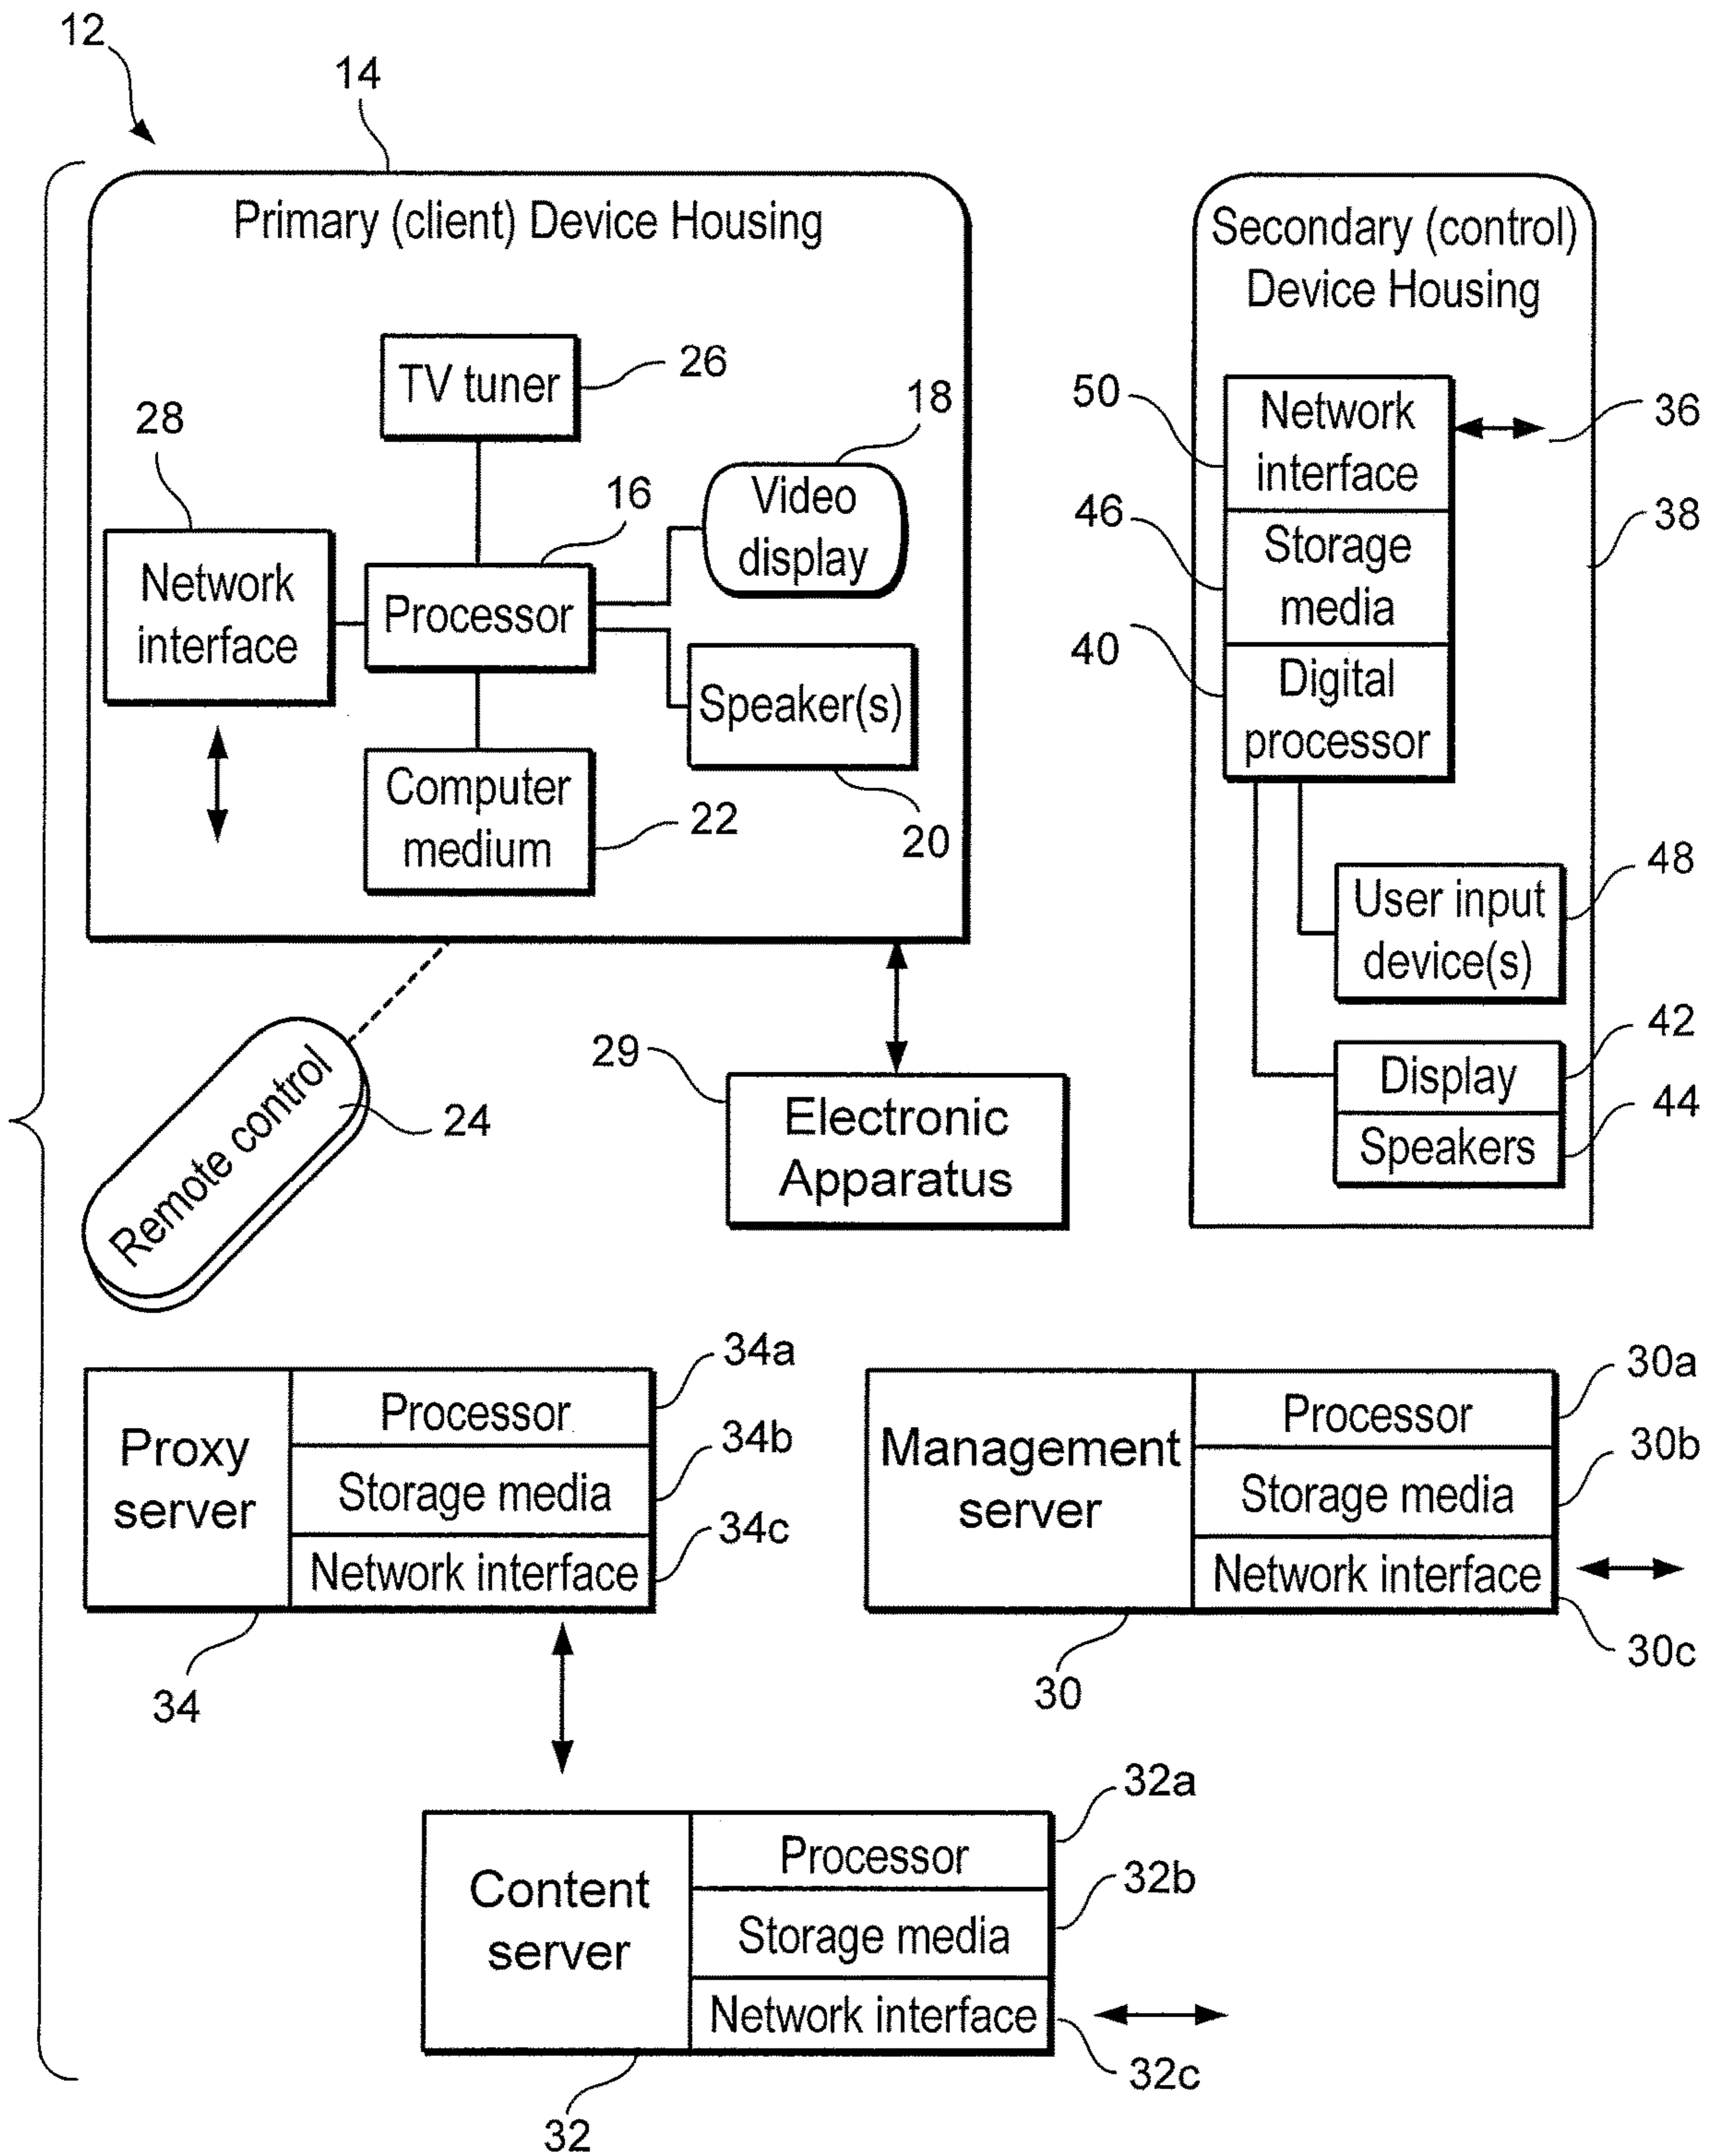 12
14
Primary (client) Device Housing
TV tuner
26
18
28
16
Video
display
Network
interface
Processor
Speaker(s)
Computer
medium
22
20
Secondary (control)
Device Housing
50
Network
interface
36
46
Storage
media
38
40
Digital
processor
48
User input
device(s)
42
Display
44
Speakers
Remote control
24
29
Electronic
Apparatus
34a
Processor
Proxy
server
34b
Storage media
34c
Network interface
34
30a
Processor
Management
server
30b
Storage media
Network interface
30c
30
32a
Processor
Content
server
32b
Storage media
Network interface
32c
32